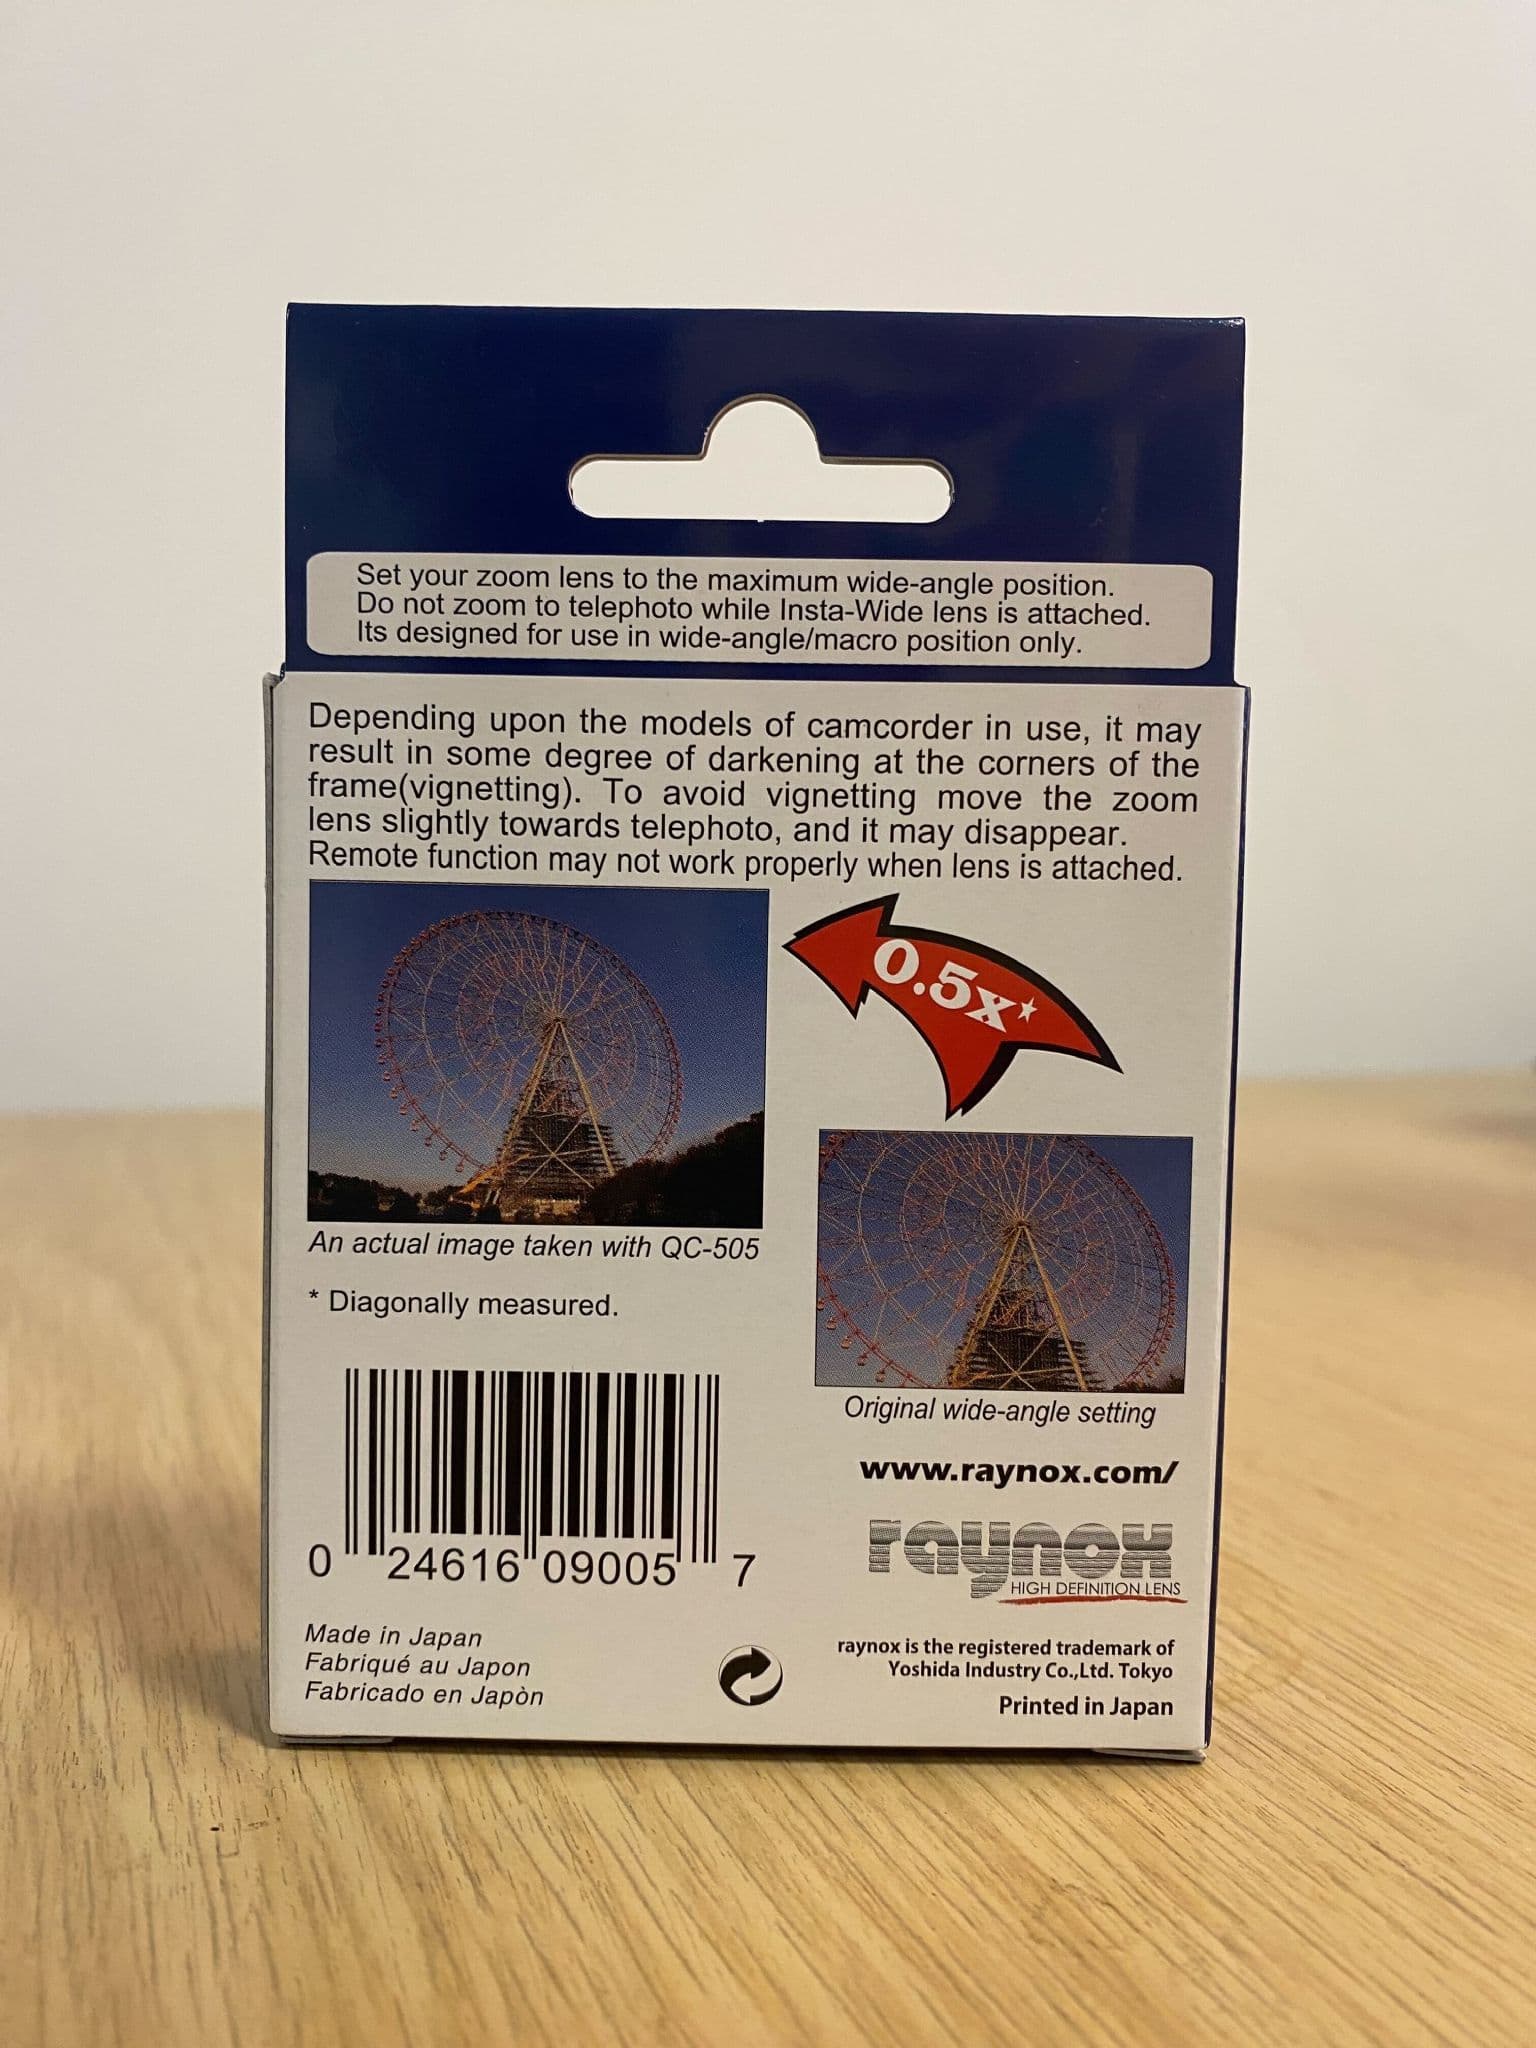 Set your zoom lens to the maximum wide-angle position.
Do not zoom to telephoto while Insta-Wide lens is attached.
Its designed for use in wide-angle/macro position only.
Depending upon the models of camcorder in use, it may
result in some degree of darkening at the corners of the
frame(vignetting). To avoid vignetting move the zoom
lens slightly towards telephoto, and it may disappear.
Remote function may not work properly when lens is attached.
0.5x*
An actual image taken with QC-505
* Diagonally measured.
Original wide-angle setting
www.raynox.com/
raynox
HIGH DEFINITION LENS
0 24616 09005 7
Made in Japan
Fabriqué au Japon
Fabricado en Japòn
raynox is the registered trademark of
Yoshida Industry Co.,Ltd. Tokyo
Printed in Japan